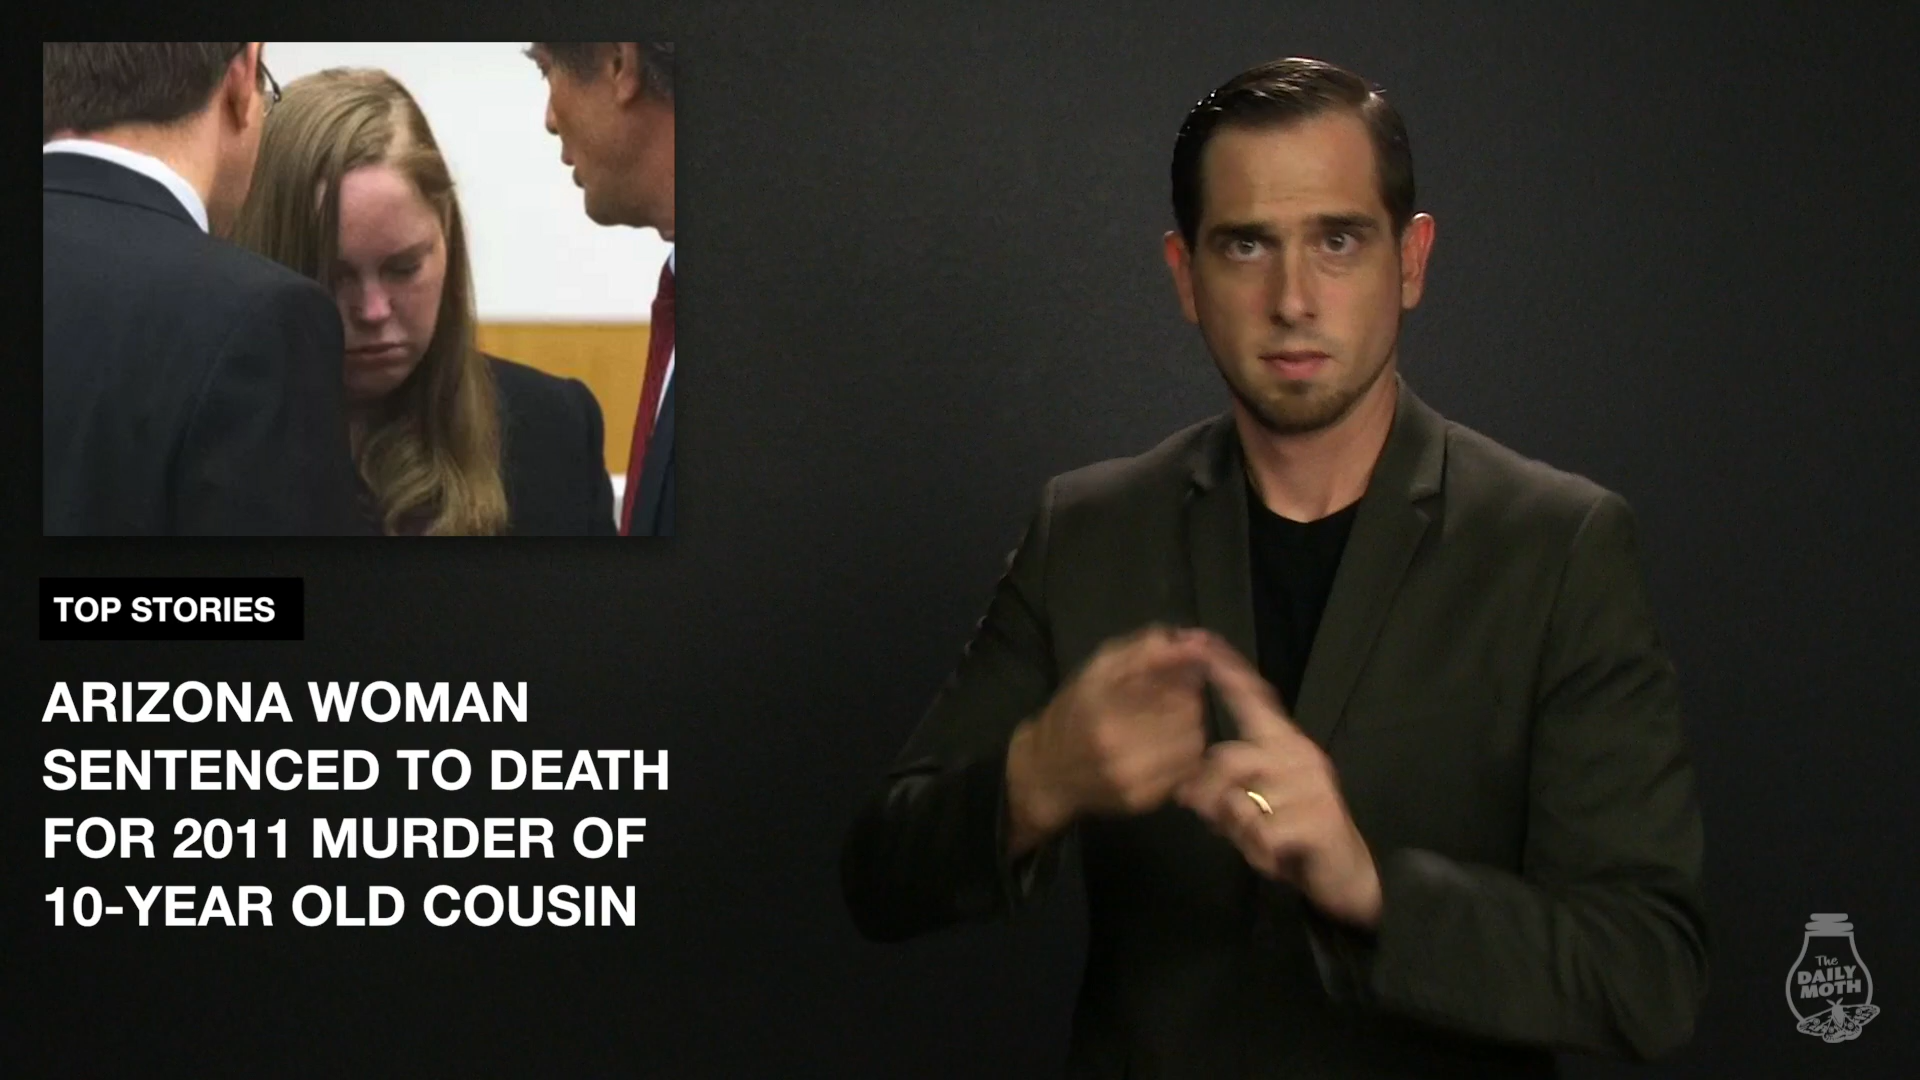 TOP STORIES
ARIZONA WOMAN
SENTENCED TO DEATH
FOR 2011 MURDER OF
10-YEAR OLD COUSIN
The
DAILY
MOTH